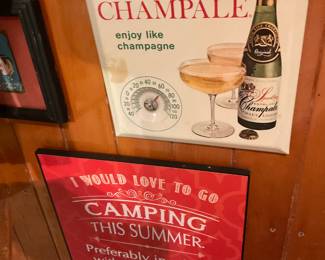 CHAMPALE
enjoy like
champagne
Champale
I WOULD LOVE TO GO
CAMPING
THIS SUMMER.
Preferably in